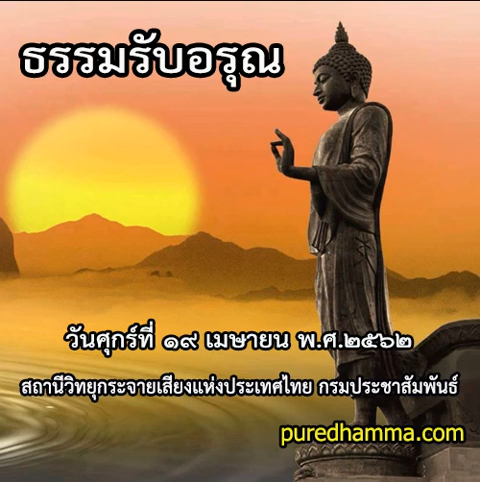 ธรรมรับอรุณ
วันศุกร์ที่ ๑๙ เมษายน พ.ศ.๒๕๖๒
สถานีวิทยุกระจายเสียงแห่งประเทศไทย กรมประชาสัมพันธ์
puredhamma.com